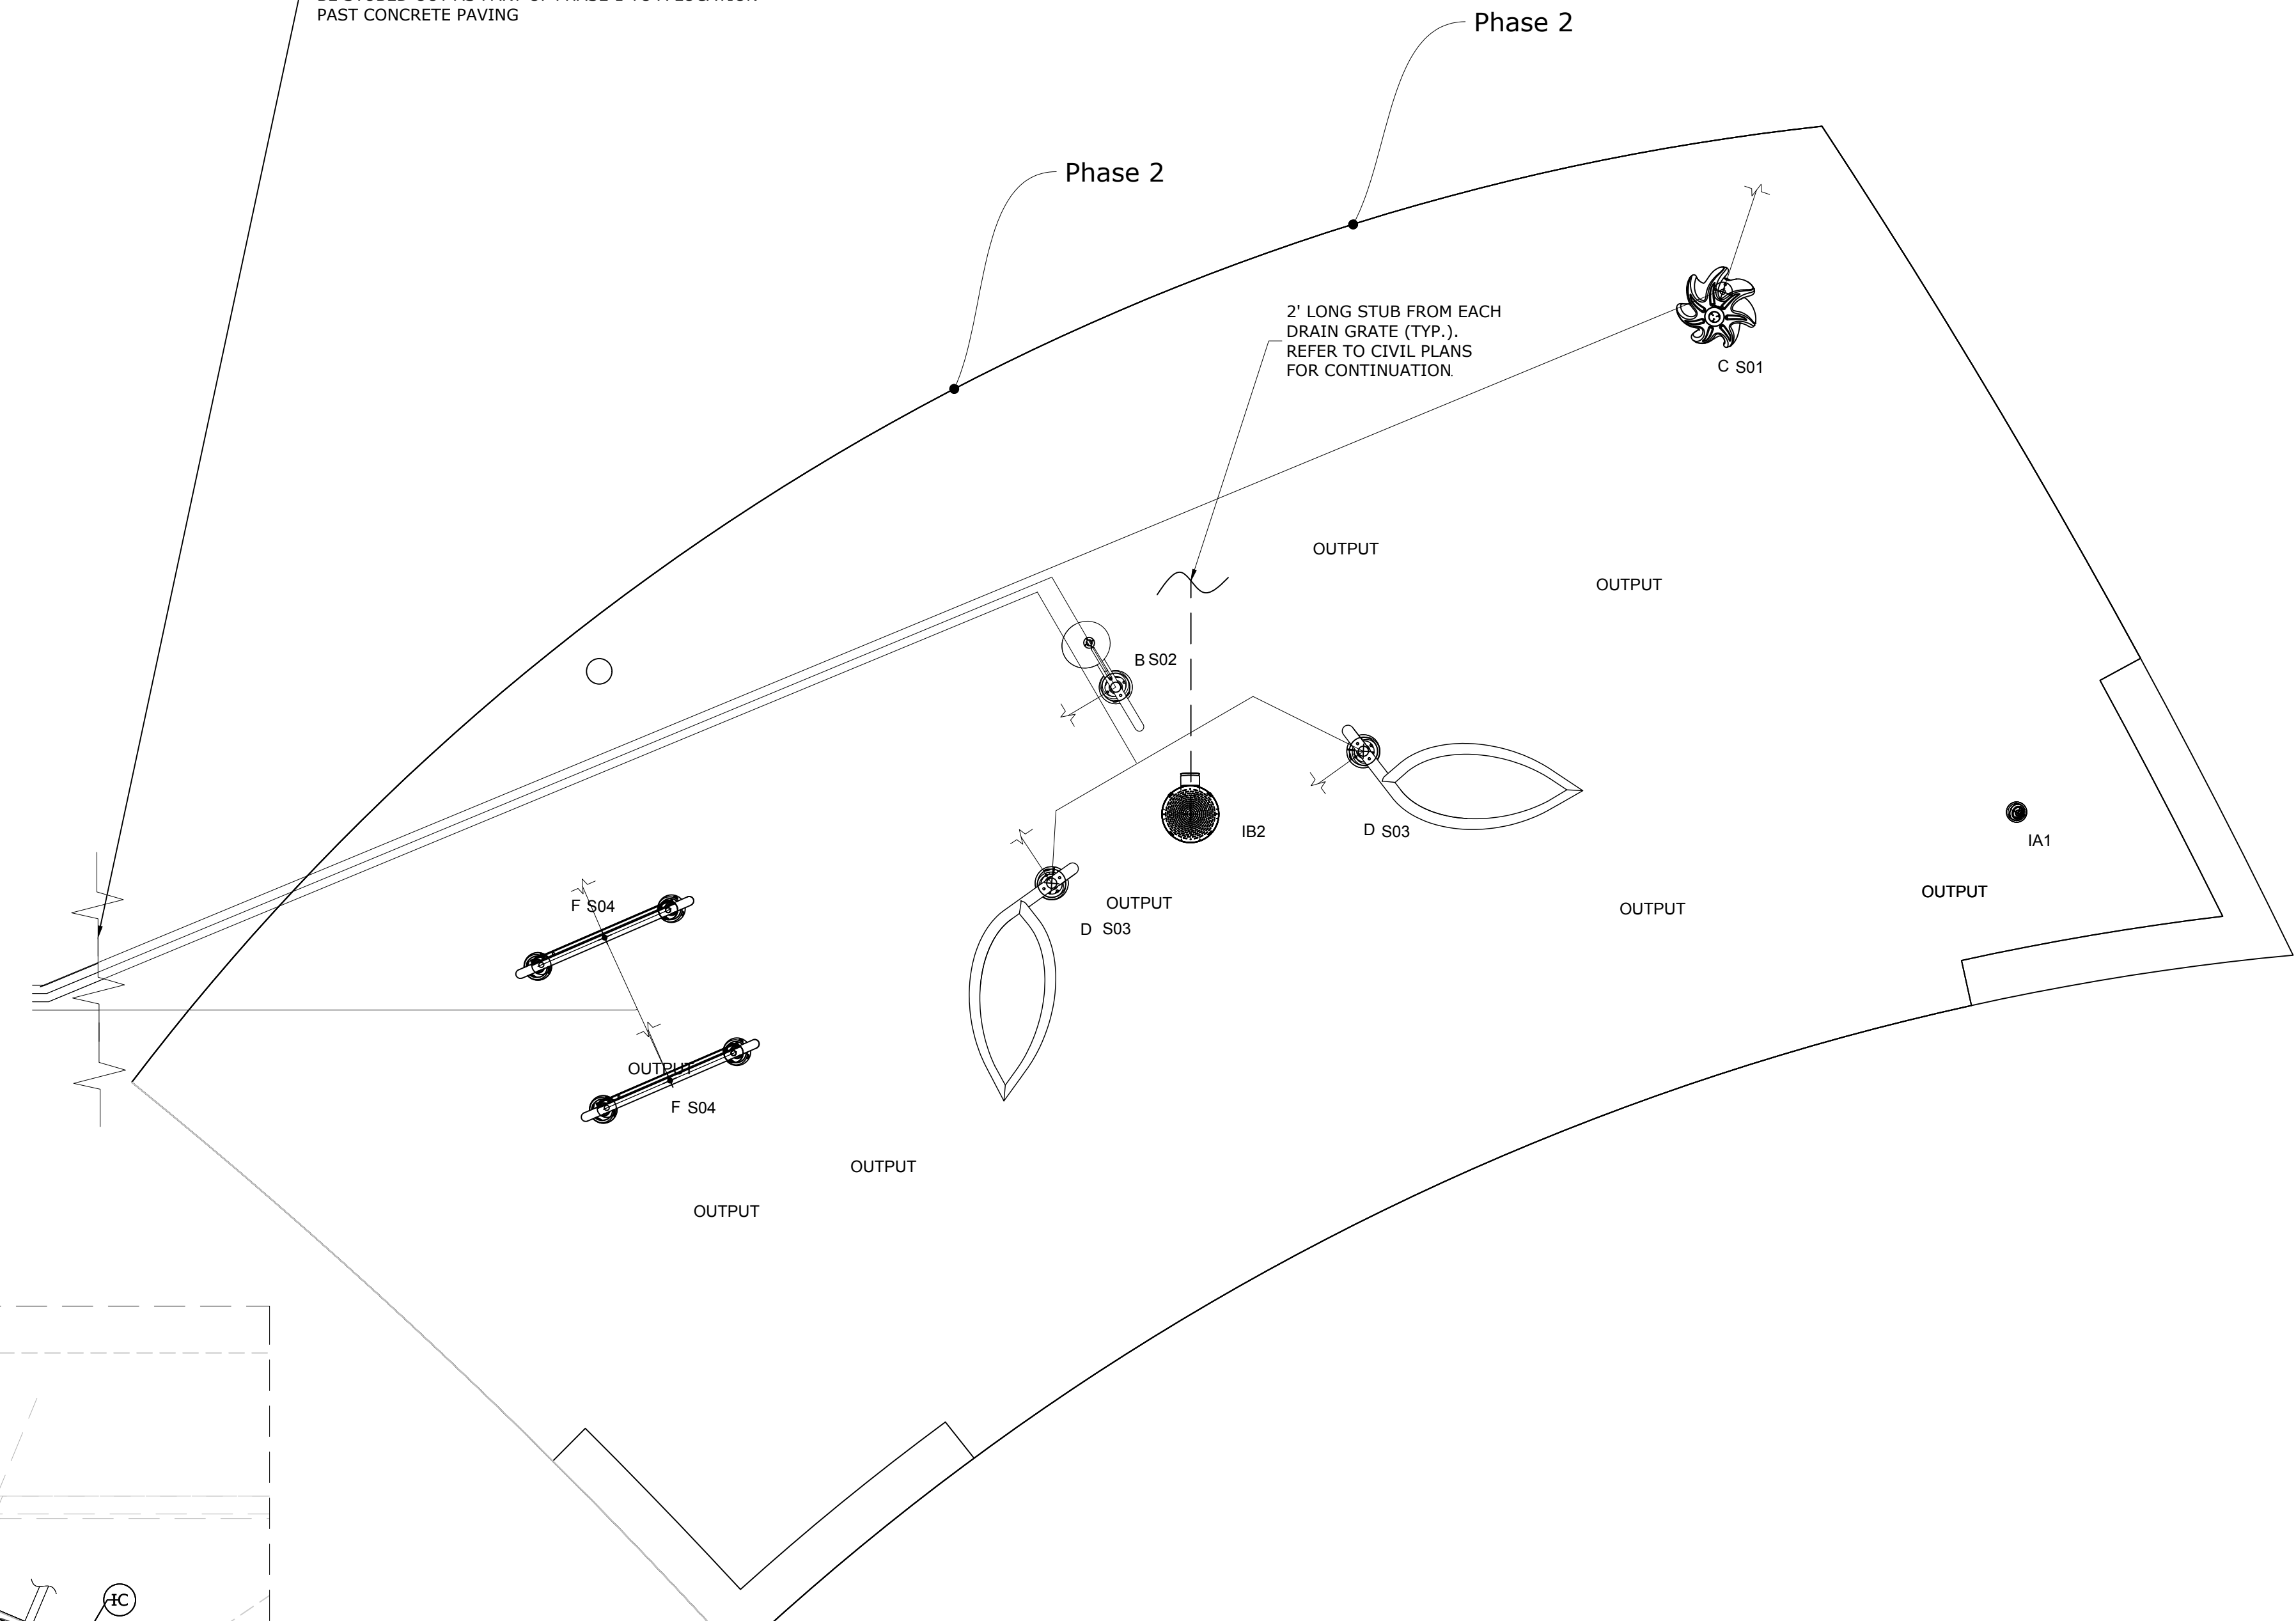 PAST CONCRETE PAVING
Phase 2
Phase 2
2' LONG STUB FROM EACH
DRAIN GRATE (TYP.).
REFER TO CIVIL PLANS
FOR CONTINUATION.
C S01
OUTPUT
OUTPUT
B S02
IB2
D S03
IA1
OUTPUT
OUTPUT
OUTPUT
F S04
D S03
OUTPUT
F S04
OUTPUT
OUTPUT
IC